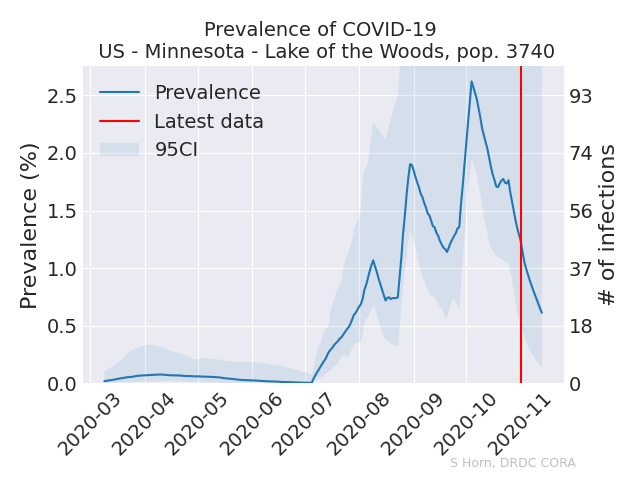 Prevalence of COVID-19
US - Minnesota - Lake of the Woods, pop. 3740
Prevalence
Latest data
95CI
Prevalence (%)
2.5
2.0
1.5
1.0
0.5
0.0
93
74
56
37
18
0
# of infections
2020-03
2020-04
2020-05
2020-06
2020-07
2020-08
2020-09
2020-10
2020-11
S Horn, DRDC CORA